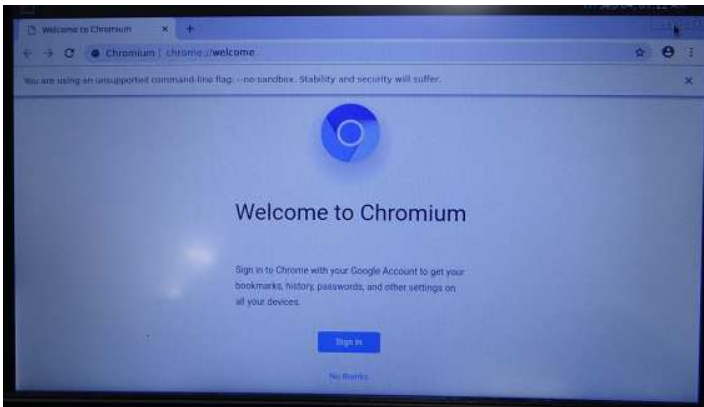 Welcome to Chromium
Chromium | chrome://welcome
You are using an unsupported command-line flag: --no-sandbox. Stability and security will suffer.
Welcome to Chromium
Sign in to Chrome with your Google Account to get your
bookmarks, history, passwords, and other settings on
all your devices.
Sign in
No thanks